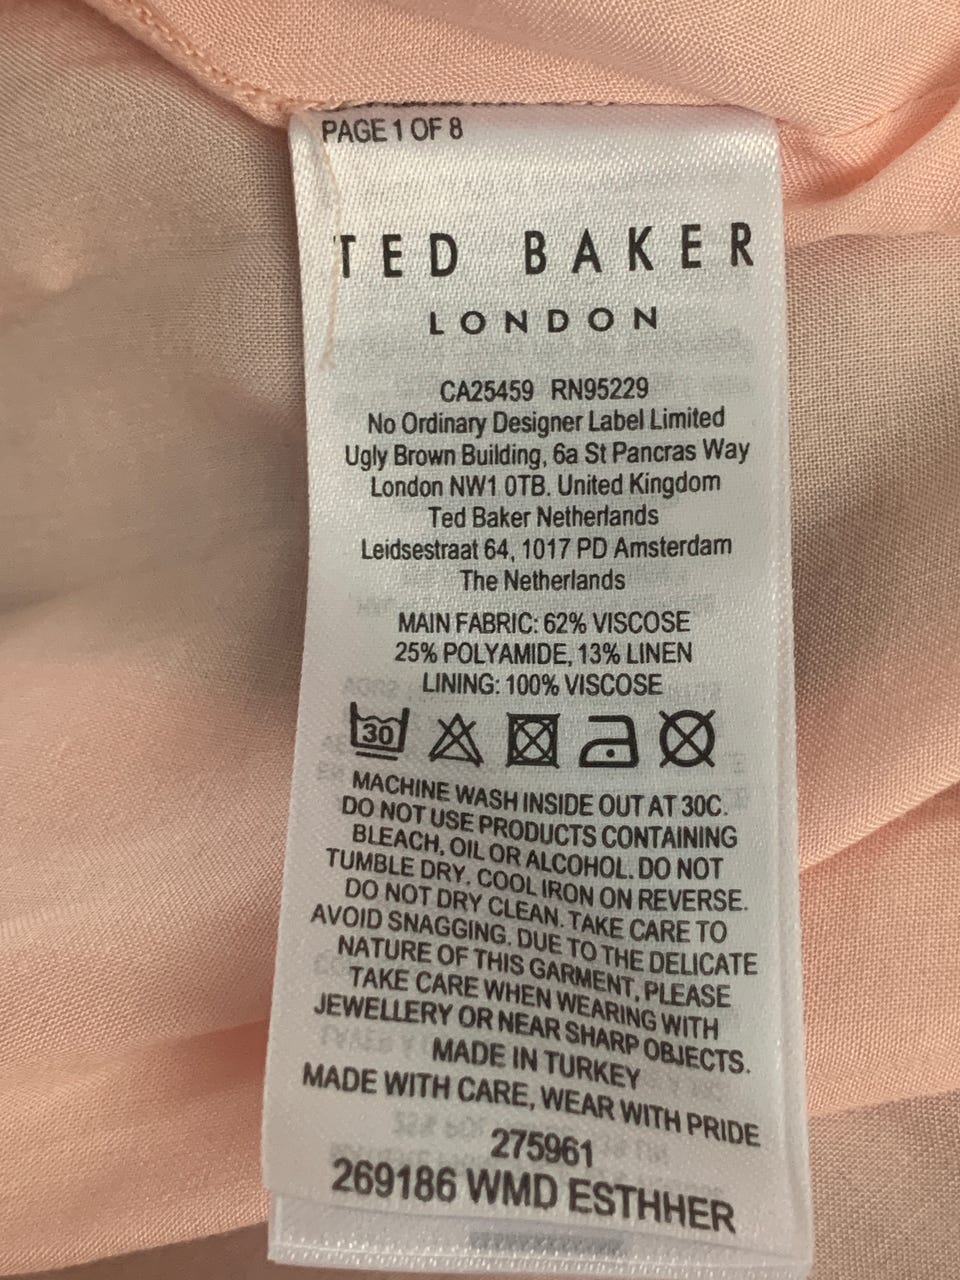 PAGE 1 OF 8
TED BAKER
LONDON
CA25459 RN95229
No Ordinary Designer Label Limited
Ugly Brown Building, 6a St Pancras Way
London NW1 0TB. United Kingdom
Ted Baker Netherlands
Leidsestraat 64, 1017 PD Amsterdam
The Netherlands
MAIN FABRIC: 62% VISCOSE
25% POLYAMIDE, 13% LINEN
LINING: 100% VISCOSE
30
MACHINE WASH INSIDE OUT AT 30C.
DO NOT USE PRODUCTS CONTAINING
BLEACH, OIL OR ALCOHOL. DO NOT
TUMBLE DRY. COOL IRON ON REVERSE.
DO NOT DRY CLEAN. TAKE CARE TO
AVOID SNAGGING. DUE TO THE DELICATE
NATURE OF THIS GARMENT, PLEASE
TAKE CARE WHEN WEARING WITH
JEWELLERY OR NEAR SHARP OBJECTS.
MADE IN TURKEY
MADE WITH CARE, WEAR WITH PRIDE
275961
269186 WMD ESTHHER